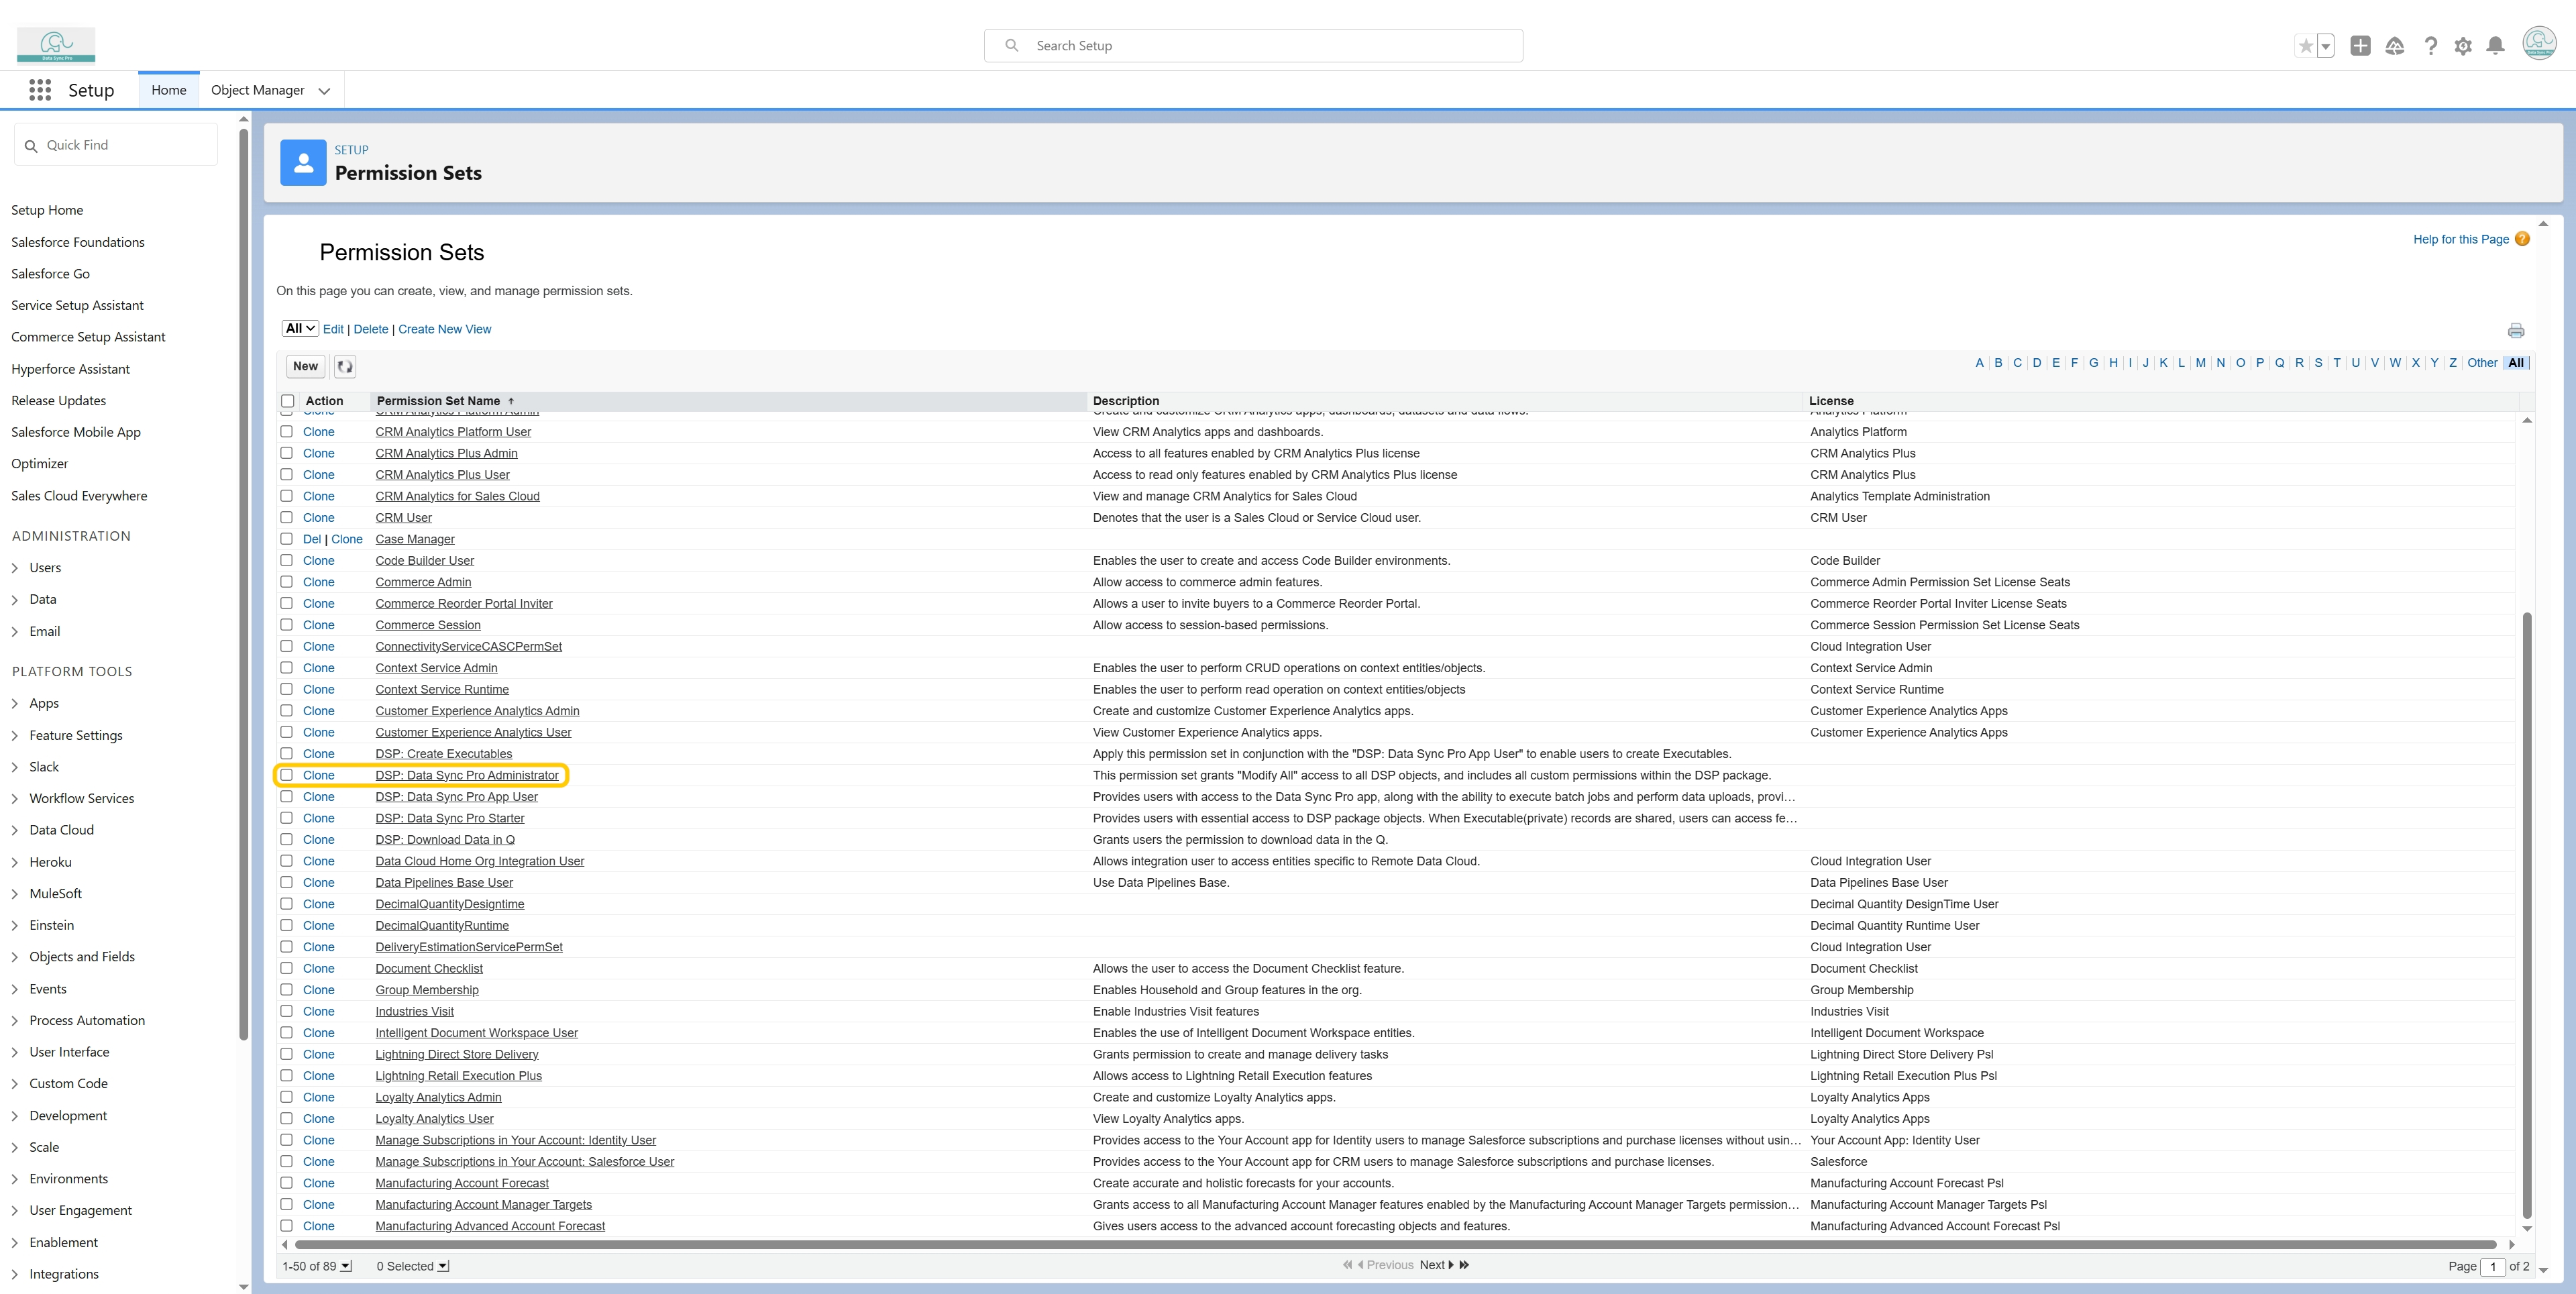 Data Sync Pro
Search Setup
Setup
Home
Object Manager
Quick Find
Setup Home
Salesforce Foundations
Salesforce Go
Service Setup Assistant
Commerce Setup Assistant
Hyperforce Assistant
Release Updates
Salesforce Mobile App
Optimizer
Sales Cloud Everywhere
ADMINISTRATION
Users
Data
Email
PLATFORM TOOLS
Apps
Feature Settings
Slack
Workflow Services
Data Cloud
Heroku
MuleSoft
Einstein
Objects and Fields
Events
Process Automation
User Interface
Custom Code
Development
Scale
Environments
User Engagement
Enablement
Integrations
SETUP
Permission Sets
Permission Sets
Help for this Page ?
On this page you can create, view, and manage permission sets.
All Edit | Delete | Create New View
New
A B C D E F G H I J K L M N O P Q R S T U V W X Y Z Other All
Action Permission Set Name ↑ Description License
Clone CRM Analytics Platform Admin Create and customize CRM Analytics apps, dashboards, datasets and data flows. Analytics Platform
Clone CRM Analytics Platform User View CRM Analytics apps and dashboards. Analytics Platform
Clone CRM Analytics Plus Admin Access to all features enabled by CRM Analytics Plus license CRM Analytics Plus
Clone CRM Analytics Plus User Access to read only features enabled by CRM Analytics Plus license CRM Analytics Plus
Clone CRM Analytics for Sales Cloud View and manage CRM Analytics for Sales Cloud Analytics Template Administration
Clone CRM User Denotes that the user is a Sales Cloud or Service Cloud user. CRM User
Del | Clone Case Manager
Clone Code Builder User Enables the user to create and access Code Builder environments. Code Builder
Clone Commerce Admin Allow access to commerce admin features. Commerce Admin Permission Set License Seats
Clone Commerce Reorder Portal Inviter Allows a user to invite buyers to a Commerce Reorder Portal. Commerce Reorder Portal Inviter License Seats
Clone Commerce Session Allow access to session-based permissions. Commerce Session Permission Set License Seats
Clone ConnectivityServiceCASCPermSet Cloud Integration User
Clone Context Service Admin Enables the user to perform CRUD operations on context entities/objects. Context Service Admin
Clone Context Service Runtime Enables the user to perform read operation on context entities/objects Context Service Runtime
Clone Customer Experience Analytics Admin Create and customize Customer Experience Analytics apps. Customer Experience Analytics Apps
Clone Customer Experience Analytics User View Customer Experience Analytics apps. Customer Experience Analytics Apps
Clone DSP: Create Executables Apply this permission set in conjunction with the "DSP: Data Sync Pro App User" to enable users to create Executables.
Clone DSP: Data Sync Pro Administrator This permission set grants "Modify All" access to all DSP objects, and includes all custom permissions within the DSP package.
Clone DSP: Data Sync Pro App User Provides users with access to the Data Sync Pro app, along with the ability to execute batch jobs and perform data uploads, provi...
Clone DSP: Data Sync Pro Starter Provides users with essential access to DSP package objects. When Executable(private) records are shared, users can access fe...
Clone DSP: Download Data in Q Grants users the permission to download data in the Q.
Clone Data Cloud Home Org Integration User Allows integration user to access entities specific to Remote Data Cloud. Cloud Integration User
Clone Data Pipelines Base User Use Data Pipelines Base. Data Pipelines Base User
Clone DecimalQuantityDesigntime Decimal Quantity DesignTime User
Clone DecimalQuantityRuntime Decimal Quantity Runtime User
Clone DeliveryEstimationServicePermSet Cloud Integration User
Clone Document Checklist Allows the user to access the Document Checklist feature. Document Checklist
Clone Group Membership Enables Household and Group features in the org. Group Membership
Clone Industries Visit Enable Industries Visit features Industries Visit
Clone Intelligent Document Workspace User Enables the use of Intelligent Document Workspace entities. Intelligent Document Workspace
Clone Lightning Direct Store Delivery Grants permission to create and manage delivery tasks Lightning Direct Store Delivery Psl
Clone Lightning Retail Execution Plus Allows access to Lightning Retail Execution features Lightning Retail Execution Plus Psl
Clone Loyalty Analytics Admin Create and customize Loyalty Analytics apps. Loyalty Analytics Apps
Clone Loyalty Analytics User View Loyalty Analytics apps. Loyalty Analytics Apps
Clone Manage Subscriptions in Your Account: Identity User Provides access to the Your Account app for Identity users to manage Salesforce subscriptions and purchase licenses without usin... Your Account App: Identity User
Clone Manage Subscriptions in Your Account: Salesforce User Provides access to the Your Account app for CRM users to manage Salesforce subscriptions and purchase licenses. Salesforce
Clone Manufacturing Account Forecast Create accurate and holistic forecasts for your accounts. Manufacturing Account Forecast Psl
Clone Manufacturing Account Manager Targets Grants access to all Manufacturing Account Manager features enabled by the Manufacturing Account Manager Targets permission... Manufacturing Account Manager Targets Psl
Clone Manufacturing Advanced Account Forecast Gives users access to the advanced account forecasting objects and features. Manufacturing Advanced Account Forecast Psl
1-50 of 89 0 Selected Previous Next Page 1 of 2